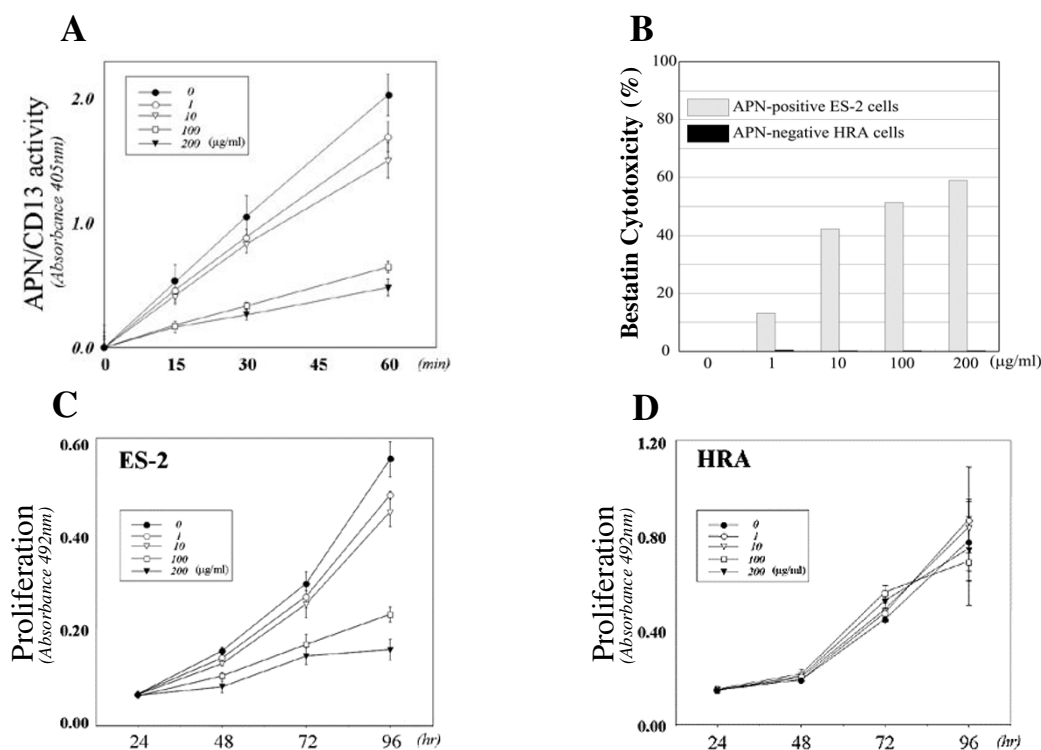 A
APN/CD13 activity
(Absorbance 405nm)
2.0
1.0
0.0
0
1
10
100
200 (μg/ml)
0 15 30 45 60 (min)
B
Bestatin Cytotoxicity (%)
100
80
60
40
20
0
APN-positive ES-2 cells
APN-negative HRA cells
0 1 10 100 200 (μg/ml)
C
Proliferation
(Absorbance 492nm)
0.60
0.40
0.20
0.00
ES-2
0
1
10
100
200 (μg/ml)
24 48 72 96 (hr)
D
Proliferation
(Absorbance 492nm)
1.20
0.80
0.40
0.00
HRA
0
1
10
100
200 (μg/ml)
24 48 72 96 (hr)